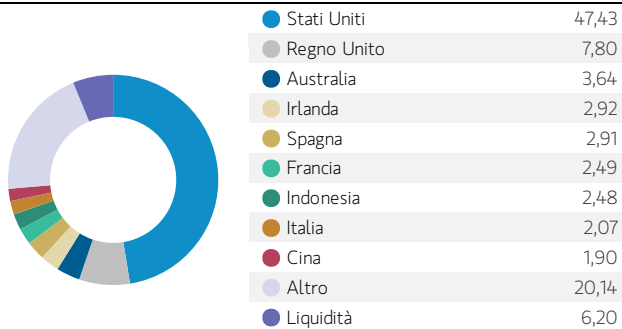 Stati Uniti 47,43
Regno Unito 7,80
Australia 3,64
Irlanda 2,92
Spagna 2,91
Francia 2,49
Indonesia 2,48
Italia 2,07
Cina 1,90
Altro 20,14
Liquidità 6,20